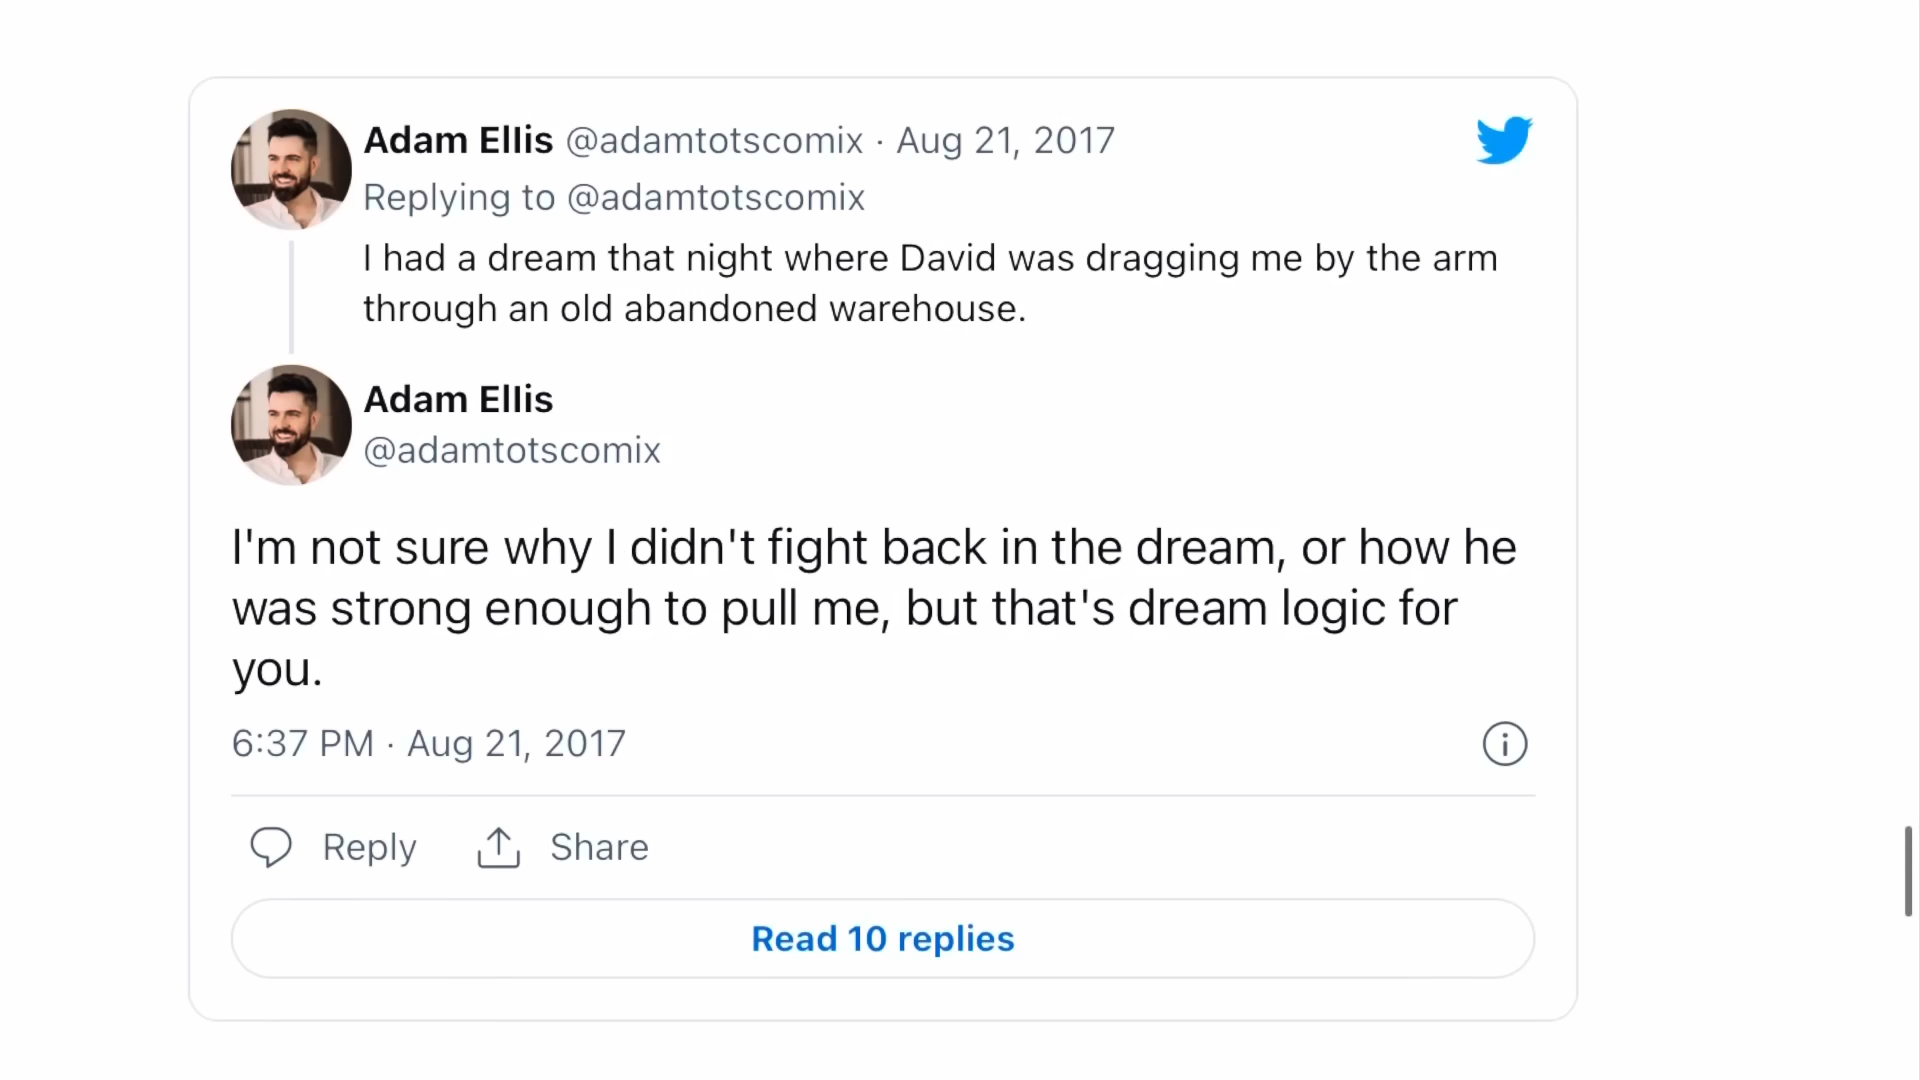 Adam Ellis @adamtotscomix · Aug 21, 2017
Replying to @adamtotscomix
I had a dream that night where David was dragging me by the arm
through an old abandoned warehouse.
Adam Ellis
@adamtotscomix
I'm not sure why I didn't fight back in the dream, or how he
was strong enough to pull me, but that's dream logic for
you.
6:37 PM · Aug 21, 2017
Reply Share
Read 10 replies